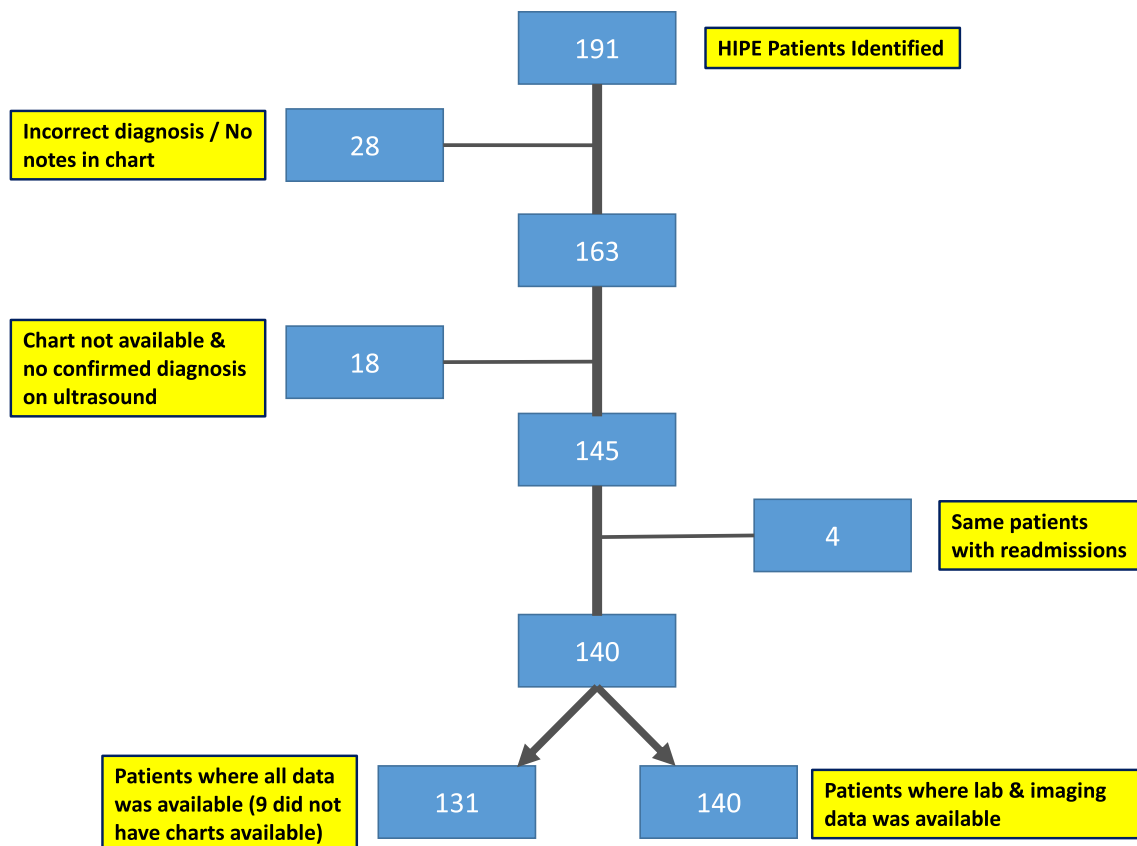 191
HIPE Patients Identified
Incorrect diagnosis / No
notes in chart
28
163
Chart not available &
no confirmed diagnosis
on ultrasound
18
145
4
Same patients
with readmissions
140
Patients where all data
was available (9 did not
have charts available)
131
140
Patients where lab & imaging
data was available